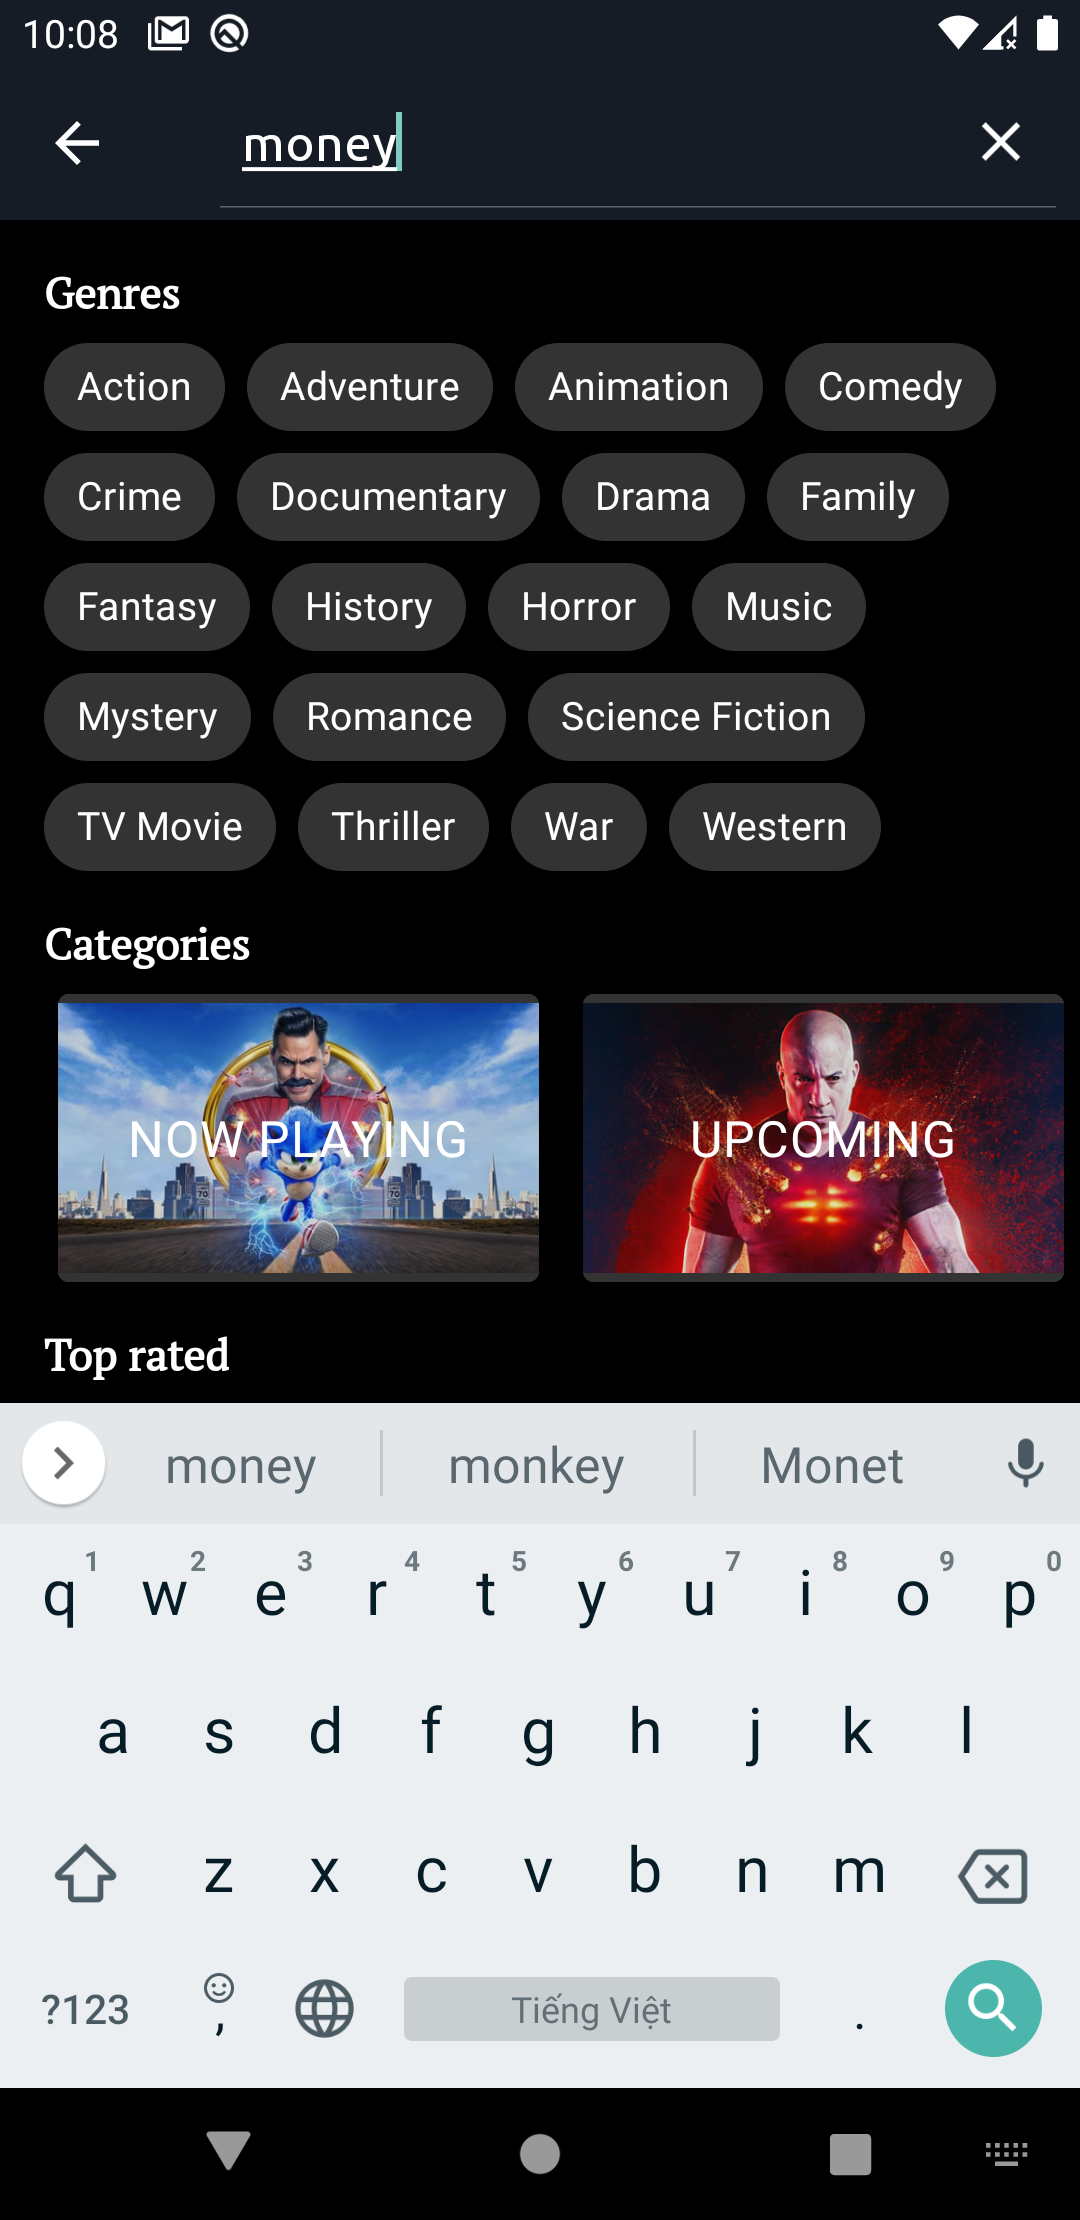 10:08
money
Genres
Action Adventure Animation Comedy
Crime Documentary Drama Family
Fantasy History Horror Music
Mystery Romance Science Fiction
TV Movie Thriller War Western
Categories
NOW PLAYING UPCOMING
70 70
Top rated
money monkey Monet
1 2 3 4 5 6 7 8 9 0
q w e r t y u i o p
a s d f g h j k l
z x c v b n m
?123 , Tiếng Việt .